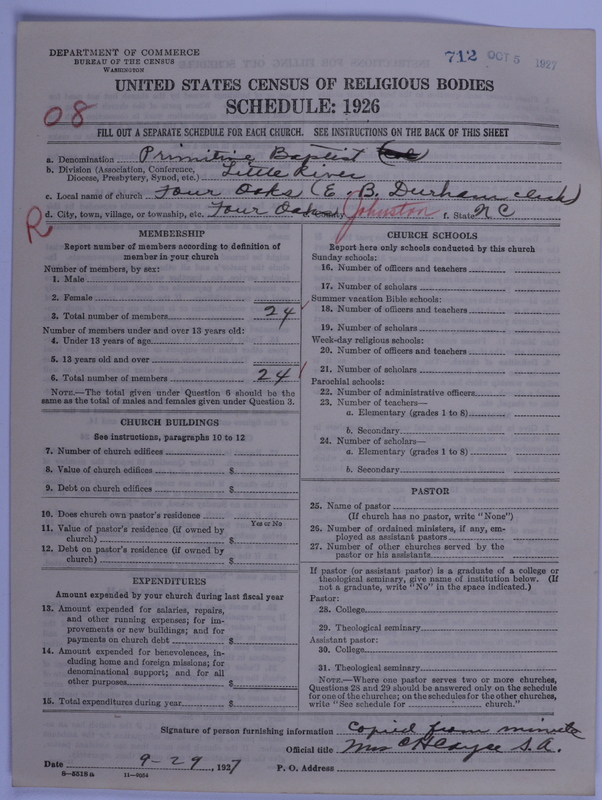 DEPARTMENT OF COMMERCE
BUREAU OF THE CENSUS
WASHINGTON
712 OCT 5 1927
UNITED STATES CENSUS OF RELIGIOUS BODIES
SCHEDULE: 1926
08
FILL OUT A SEPARATE SCHEDULE FOR EACH CHURCH. SEE INSTRUCTIONS ON THE BACK OF THIS SHEET
a. Denomination Primitive Baptist
b. Division (Association, Conference, Diocese, Presbytery, Synod, etc.) Little River
c. Local name of church Four Oaks (E. B. Durham clerk)
d. City, town, village, or township, etc. Four Oaks Johnston f. State NC
R
MEMBERSHIP
Report number of members according to definition of
member in your church
Number of members, by sex:
1. Male
2. Female
3. Total number of members 24
Number of members under and over 13 years old:
4. Under 13 years of age
5. 13 years old and over
6. Total number of members 24
NOTE.—The total given under Question 6 should be
same as the total of males and females given under Question 3.
CHURCH BUILDINGS
See instructions, paragraphs 10 to 12
7. Number of church edifices
8. Value of church edifices $
9. Debt on church edifices $
10. Does church own pastor's residence
Yes or No
11. Value of pastor's residence (if owned by
church) $
12. Debt on pastor's residence (if owned by
church) $
EXPENDITURES
Amount expended by your church during last fiscal year
13. Amount expended for salaries, repairs,
and other running expenses; for im-
provements or new buildings; and for
payments on church debt $
14. Amount expended for benevolences, in-
cluding home and foreign missions; for
denominational support; and for all
other purposes $
15. Total expenditures during year $
CHURCH SCHOOLS
Report here only schools conducted by this church
Sunday schools:
16. Number of officers and teachers
17. Number of scholars
Summer vacation Bible schools:
18. Number of officers and teachers
19. Number of scholars
Week-day religious schools:
20. Number of officers and teachers
21. Number of scholars
Parochial schools:
22. Number of administrative officers
23. Number of teachers—
a. Elementary (grades 1 to 8)
b. Secondary
24. Number of scholars—
a. Elementary (grades 1 to 8)
b. Secondary
PASTOR
25. Name of pastor
(If church has no pastor, write "None")
26. Number of ordained ministers, if any, em-
ployed as assistant pastors
27. Number of other churches served by the
pastor or his assistants
If pastor (or assistant pastor) is a graduate of a college or
theological seminary, give name of institution below. (If
not a graduate, write "No" in the space indicated.)
Pastor:
28. College
29. Theological seminary
Assistant pastor:
30. College
31. Theological seminary
NOTE.—Where one pastor serves two or more churches,
Questions 28 and 29 should be answered only on the schedule
for one of the churches; on the schedules for the other churches,
write "See schedule for church."
Signature of person furnishing information Copied from minutes
Official title Mrs C H Cayce S.A.
Date 9-29, 1927 P. O. Address
8-5518a 11-9054